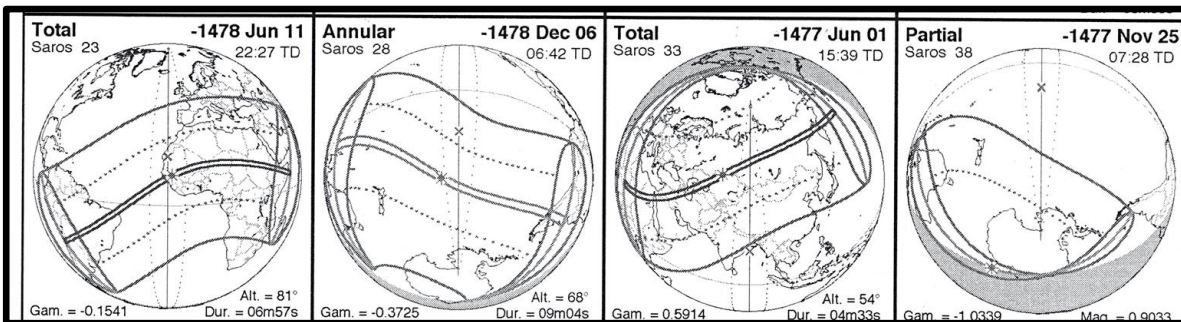 Total -1478 Jun 11
Saros 23 22:27 TD
Alt. = 81°
Gam. = -0.1541 Dur. = 06m57s
Annular -1478 Dec 06
Saros 28 06:42 TD
Alt. = 68°
Gam. = -0.3725 Dur. = 09m04s
Total -1477 Jun 01
Saros 33 15:39 TD
Alt. = 54°
Gam. = 0.5914 Dur. = 04m33s
Partial -1477 Nov 25
Saros 38 07:28 TD
Gam. = -1.0339 Mag. = 0.9033